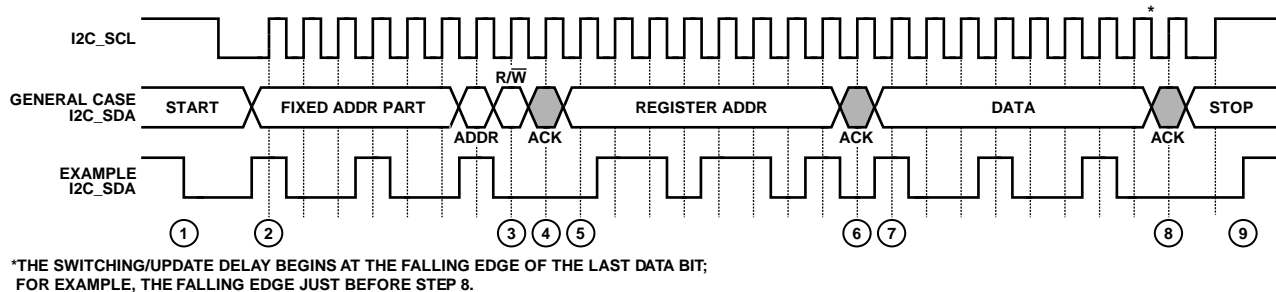 *
I2C_SCL
R/W̅
GENERAL CASE
I2C_SDA
START
FIXED ADDR PART
REGISTER ADDR
DATA
STOP
ADDR
ACK
ACK
ACK
EXAMPLE
I2C_SDA
1 2 3 4 5 6 7 8 9
*THE SWITCHING/UPDATE DELAY BEGINS AT THE FALLING EDGE OF THE LAST DATA BIT;
FOR EXAMPLE, THE FALLING EDGE JUST BEFORE STEP 8.